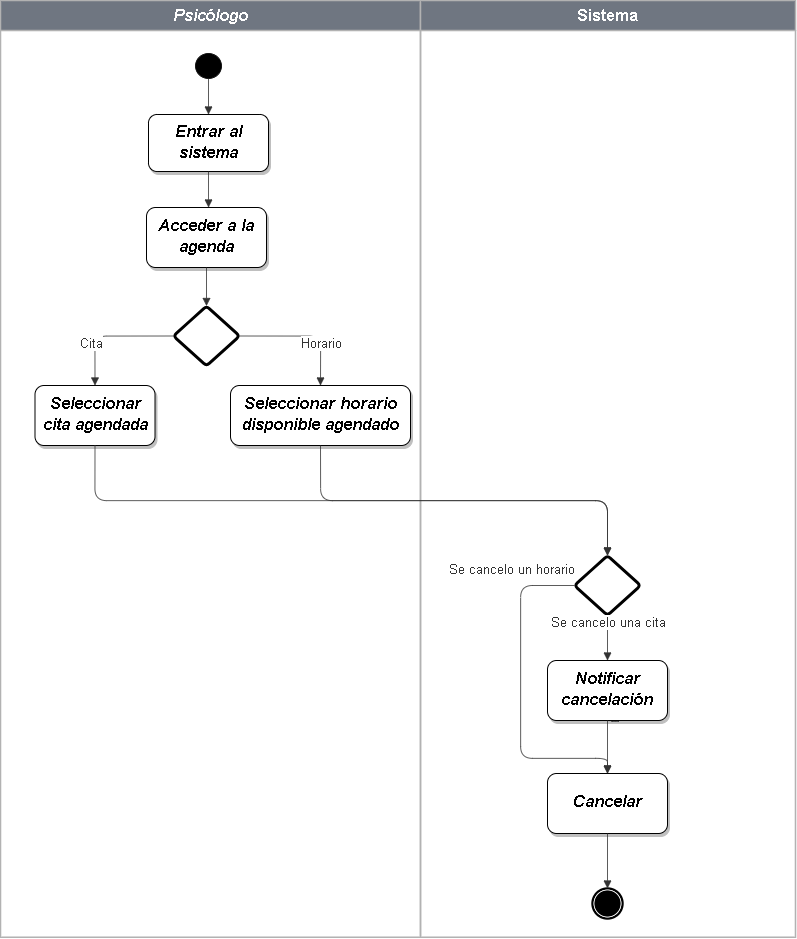 Psicólogo
Sistema
Entrar al
sistema
Acceder a la
agenda
Cita
Horario
Seleccionar
cita agendada
Seleccionar horario
disponible agendado
Se cancelo un horario
Se cancelo una cita
Notificar
cancelación
Cancelar